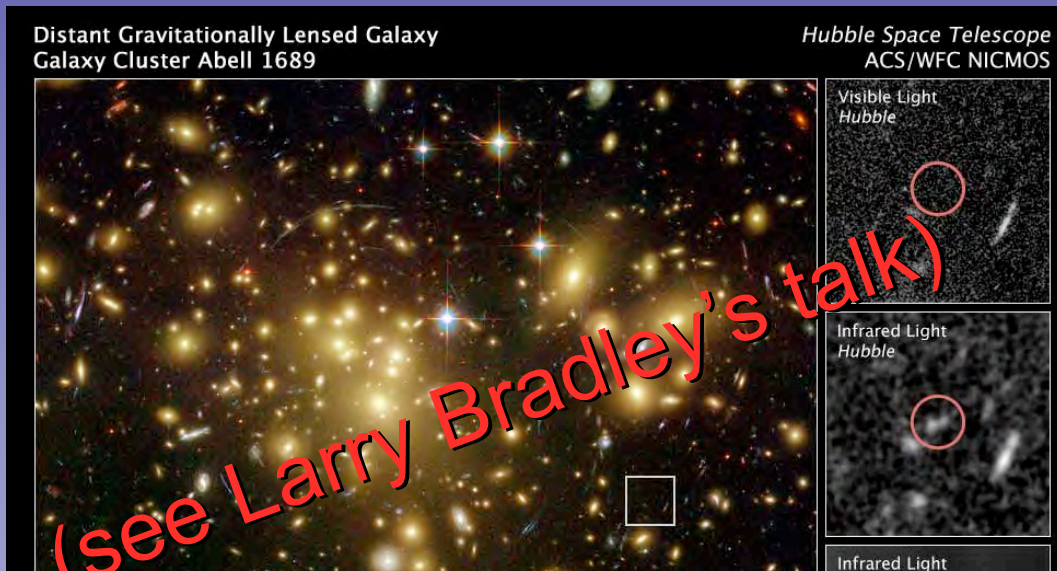 Distant Gravitationally Lensed Galaxy
Galaxy Cluster Abell 1689
Hubble Space Telescope
ACS/WFC NICMOS
Visible Light
Hubble
(see Larry Bradley's talk)
Infrared Light
Hubble
Infrared Light